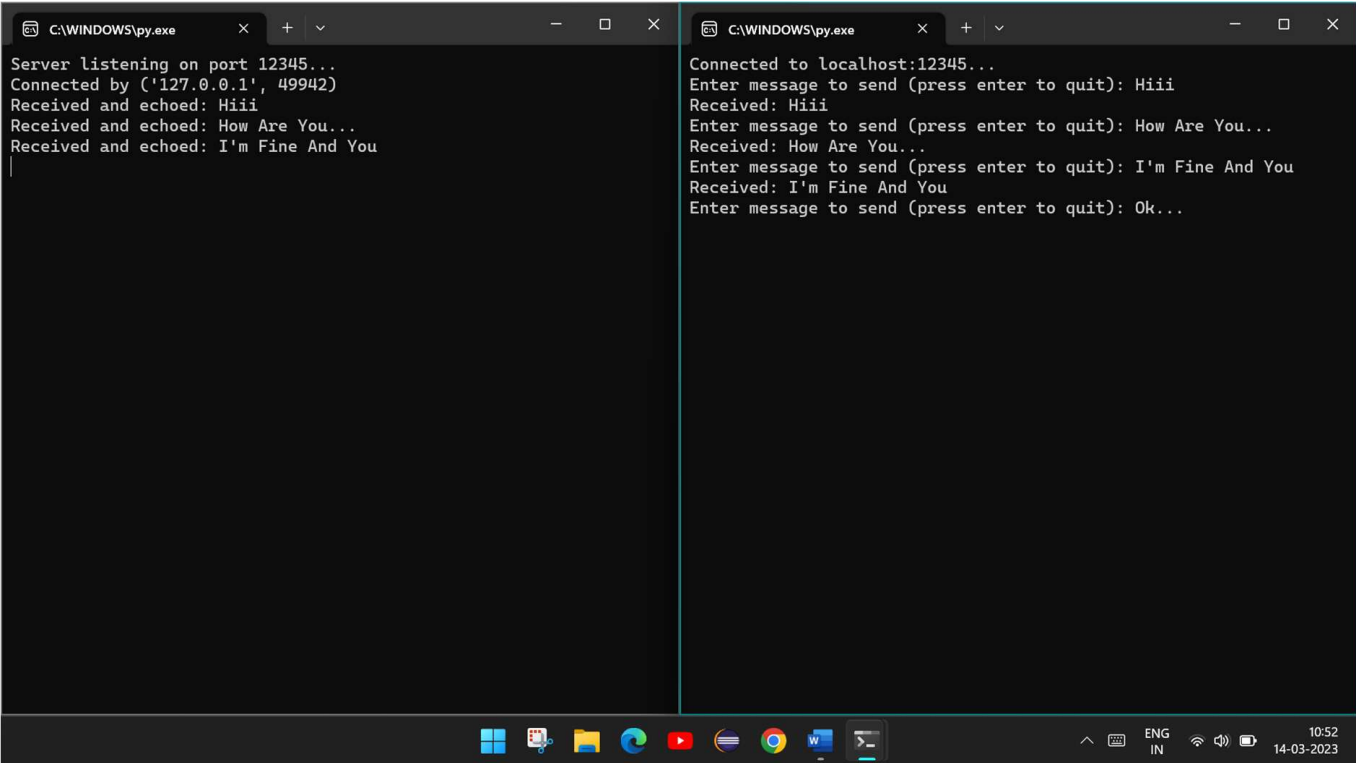 C:\WINDOWS\py.exe
Server listening on port 12345...
Connected by ('127.0.0.1', 49942)
Received and echoed: Hiii
Received and echoed: How Are You...
Received and echoed: I'm Fine And You
C:\WINDOWS\py.exe
Connected to localhost:12345...
Enter message to send (press enter to quit): Hiii
Received: Hiii
Enter message to send (press enter to quit): How Are You...
Received: How Are You...
Enter message to send (press enter to quit): I'm Fine And You
Received: I'm Fine And You
Enter message to send (press enter to quit): Ok...
ENG
IN
10:52
14-03-2023